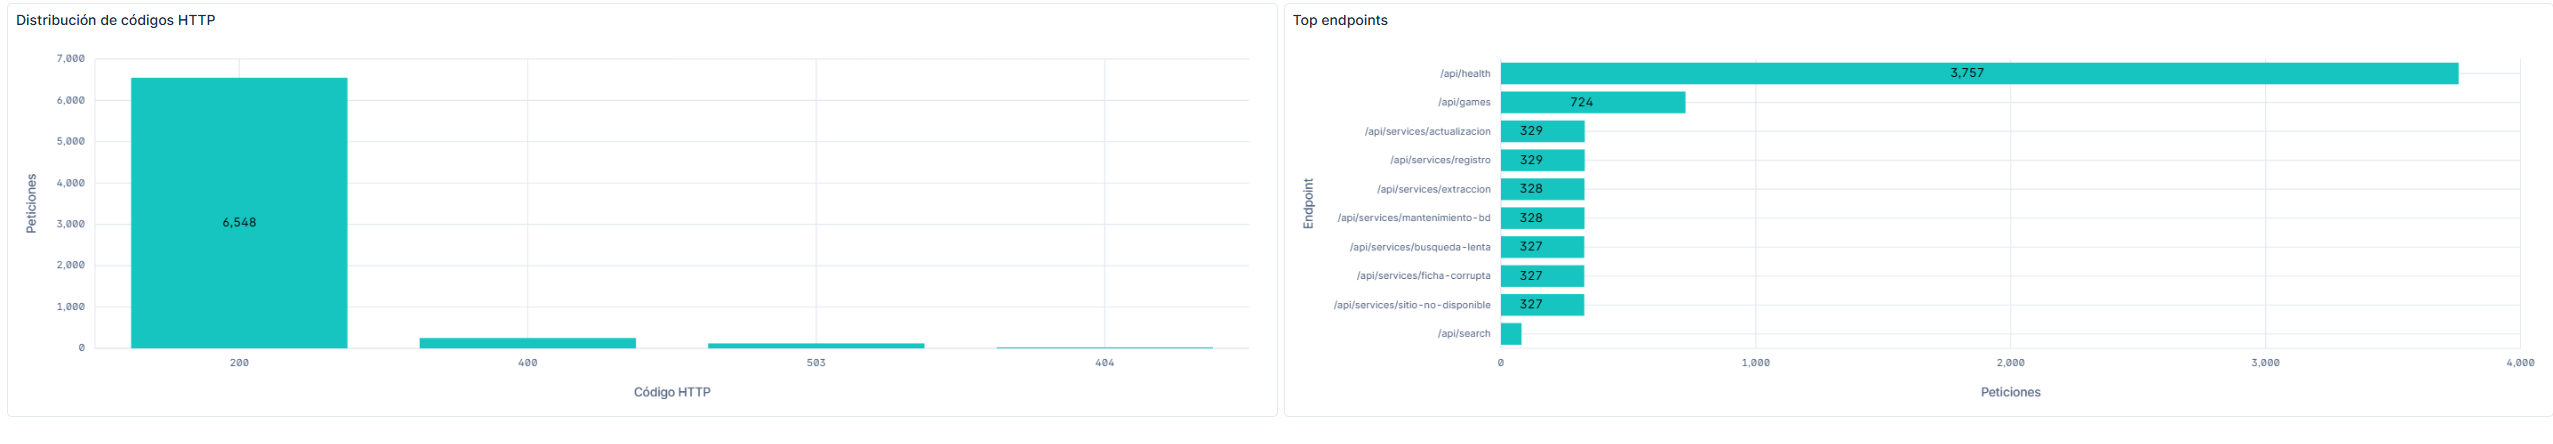 Distribución de códigos HTTP
Peticiones
7,000
6,000
5,000
4,000
3,000
2,000
1,000
0
6,548
200
400
503
404
Código HTTP
Top endpoints
Endpoint
/api/health
3,757
/api/games
724
/api/services/actualizacion
329
/api/services/registro
329
/api/services/extraccion
328
/api/services/mantenimiento-bd
328
/api/services/busqueda-lenta
327
/api/services/ficha-corrupta
327
/api/services/sitio-no-disponible
327
/api/search
0
1,000
2,000
3,000
4,000
Peticiones